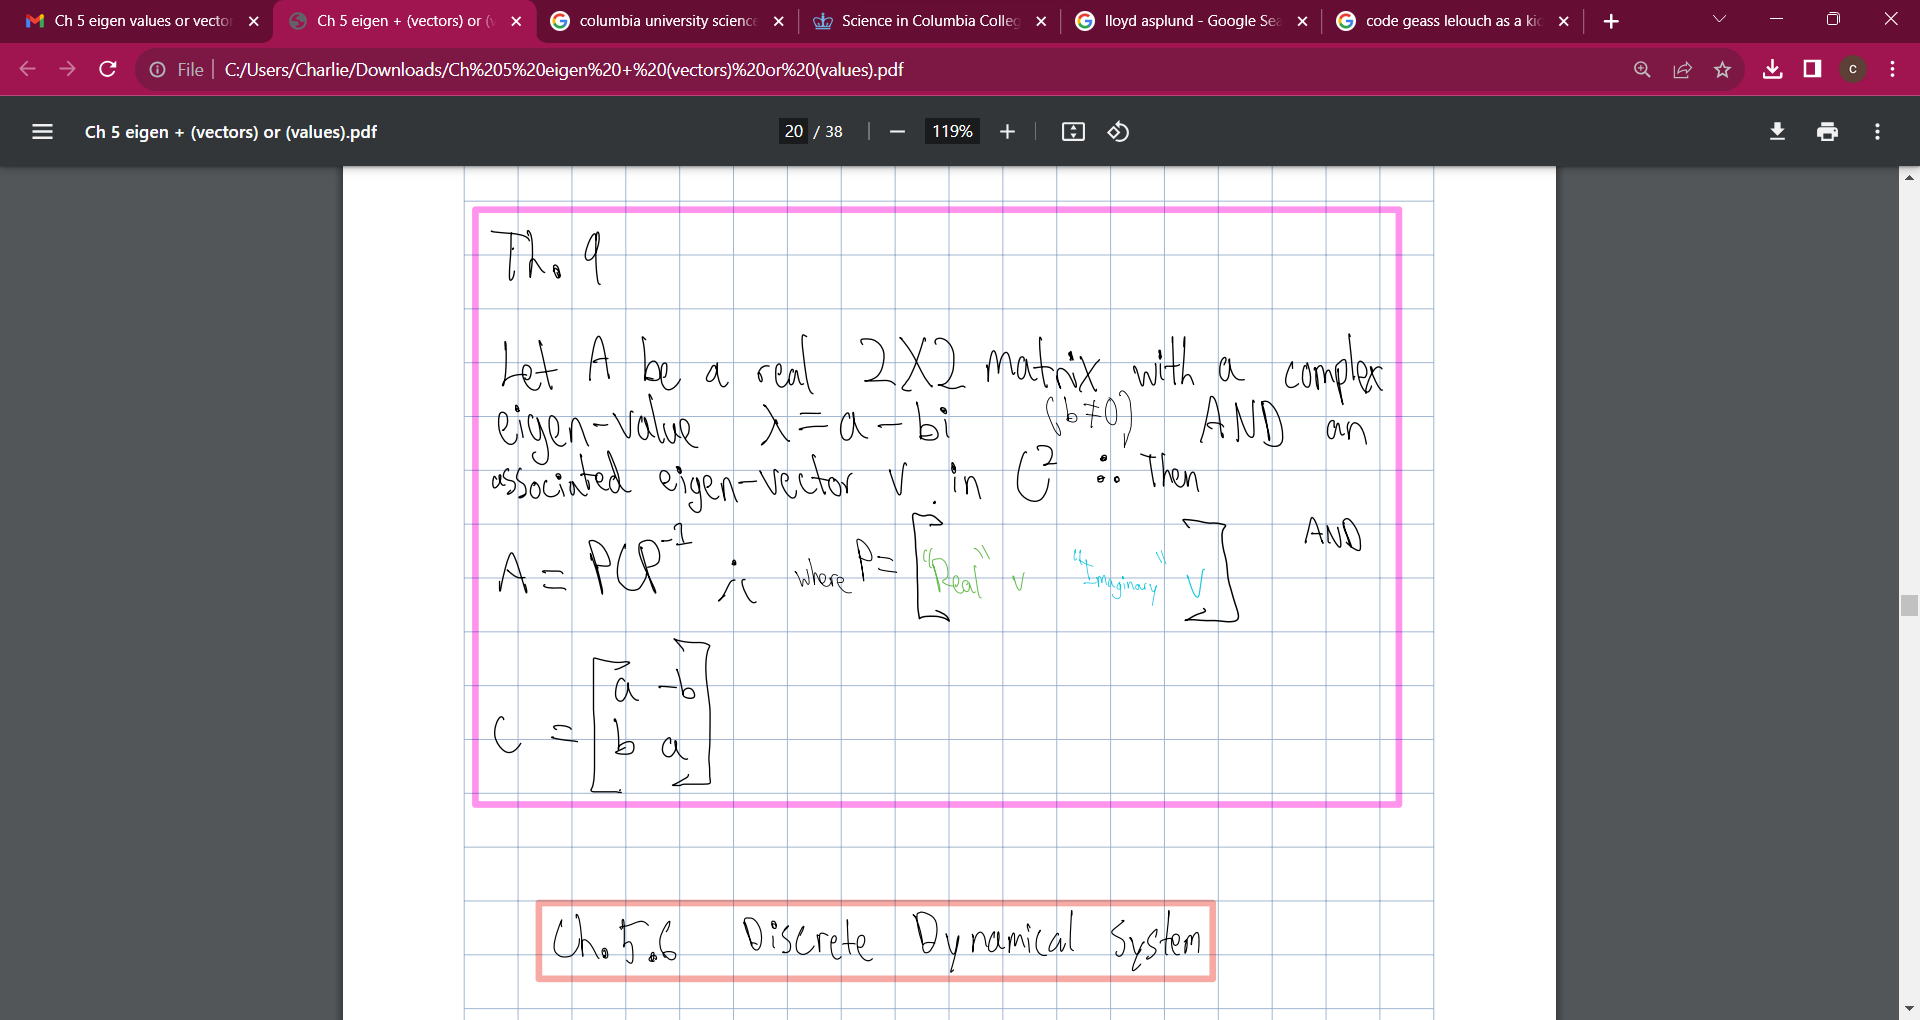 Ch 5 eigen values or vector
Ch 5 eigen + (vectors) or (v
columbia university science
Science in Columbia Colleg
lloyd asplund - Google Sea
code geass lelouch as a kid
File
C:/Users/Charlie/Downloads/Ch%205%20eigen%20+%20(vectors)%20or%20(values).pdf
C
Ch 5 eigen + (vectors) or (values).pdf
20 / 38
119%
Th. 9
Let A be a real 2X2 matrix with a complex
eigen-value λ = a - bi (b≠0) AND an
associated eigen-vector v in C² ∴ Then
A = PCP⁻¹ ;; where P = ["Real" v "Imaginary" v] AND
C = [a -b
b a]
Ch. 5.6 Discrete Dynamical System